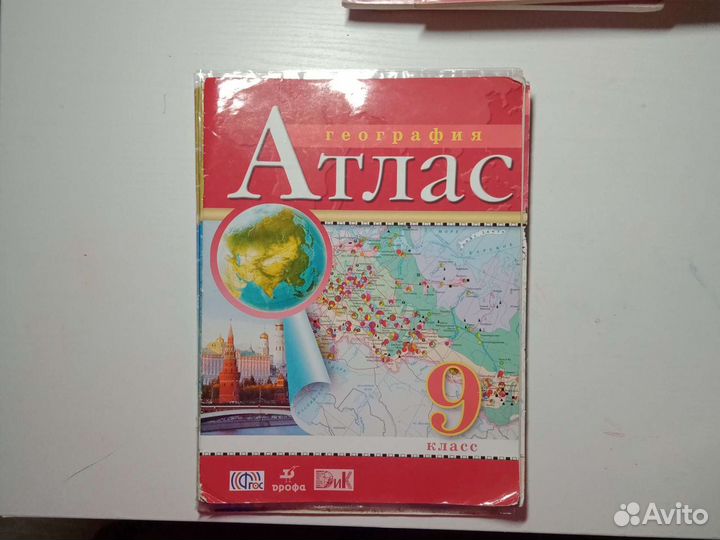 география
Атлас
9
класс
ФГОС
ДРОФА
ДиК
Avito